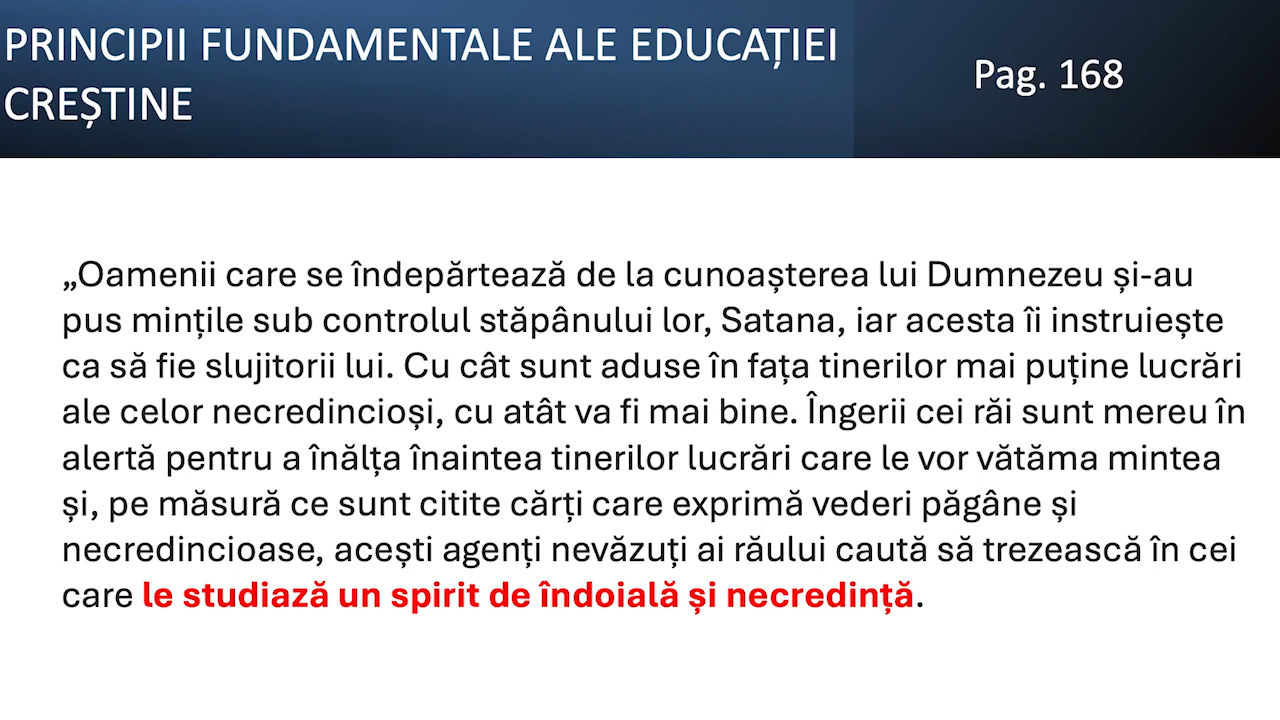 PRINCIPII FUNDAMENTALE ALE EDUCAȚIEI
CREȘTINE
Pag. 168
„Oamenii care se îndepărtează de la cunoașterea lui Dumnezeu și-au
pus mințile sub controlul stăpânului lor, Satana, iar acesta îi instruiește
ca să fie slujitorii lui. Cu cât sunt aduse în fața tinerilor mai puține lucrări
ale celor necredincioși, cu atât va fi mai bine. Îngerii cei răi sunt mereu în
alertă pentru a înălța înaintea tinerilor lucrări care le vor vătăma mintea
și, pe măsură ce sunt citite cărți care exprimă vederi păgâne și
necredincioase, acești agenți nevăzuți ai răului caută să trezească în cei
care le studiază un spirit de îndoială și necredință.